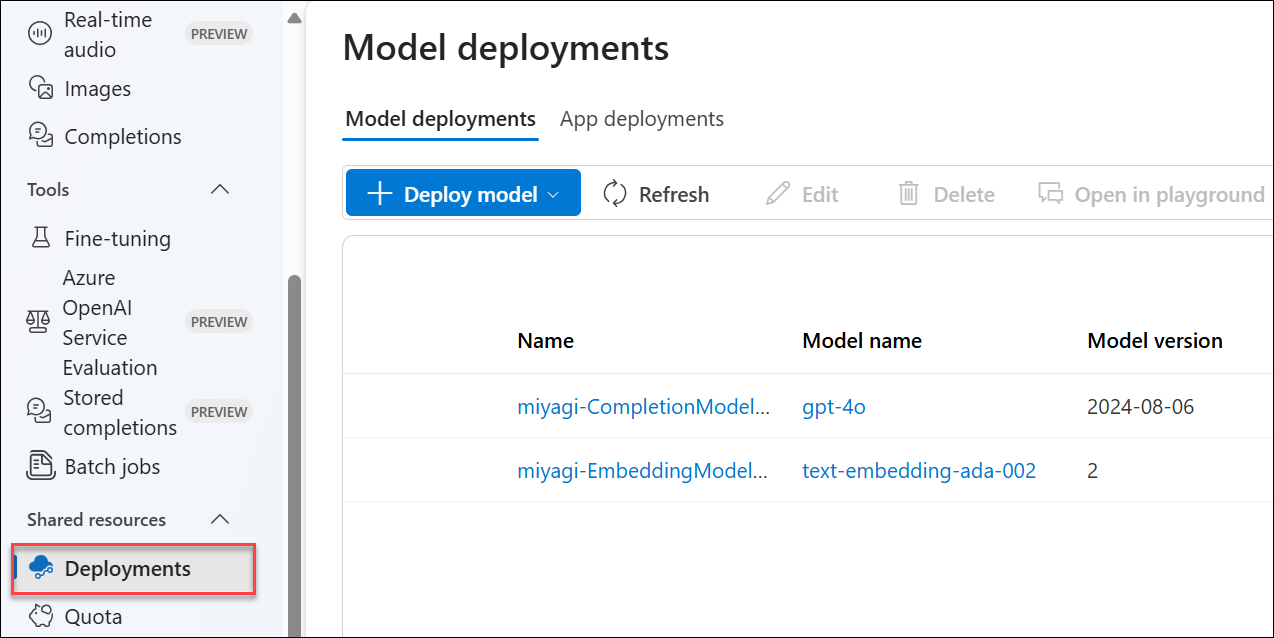 Real-time
audio
PREVIEW
Images
Completions
Tools
Fine-tuning
Azure
OpenAI
Service
Evaluation
PREVIEW
Stored
completions
PREVIEW
Batch jobs
Shared resources
Deployments
Quota
Model deployments
Model deployments App deployments
Deploy model Refresh Edit Delete Open in playground
Name Model name Model version
miyagi-CompletionModel... gpt-4o 2024-08-06
miyagi-EmbeddingModel... text-embedding-ada-002 2